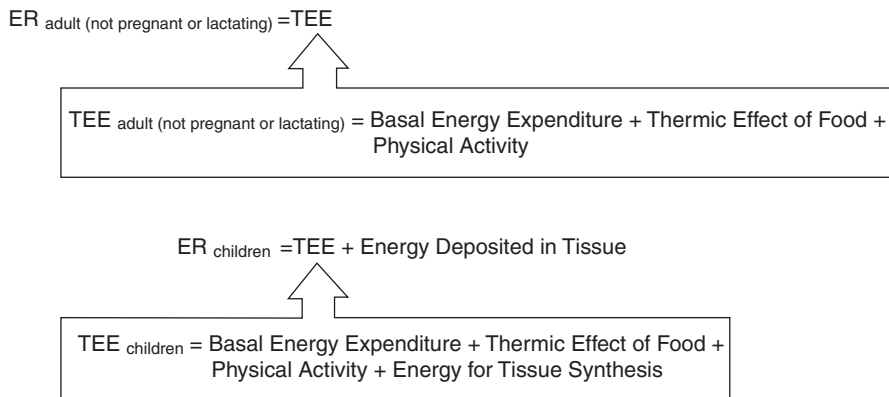 ER adult (not pregnant or lactating) =TEE
TEE adult (not pregnant or lactating) = Basal Energy Expenditure + Thermic Effect of Food +
Physical Activity
ER children =TEE + Energy Deposited in Tissue
TEE children = Basal Energy Expenditure + Thermic Effect of Food +
Physical Activity + Energy for Tissue Synthesis